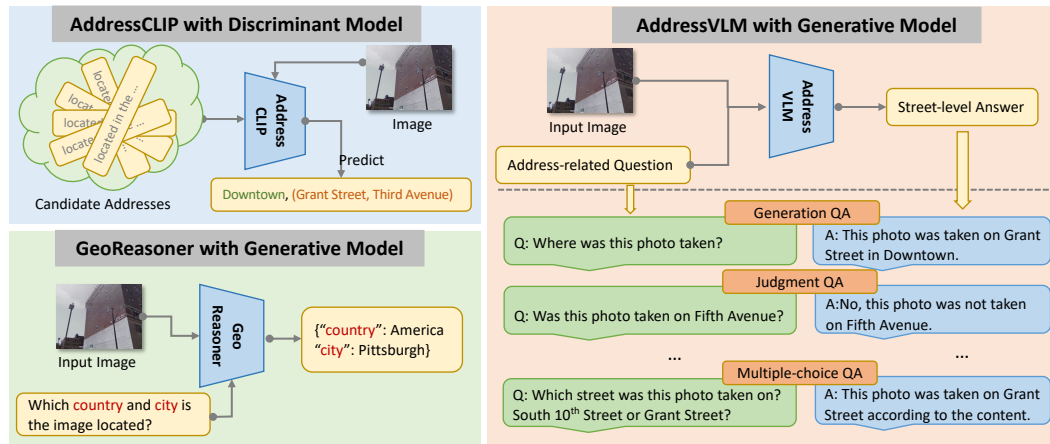 AddressCLIP with Discriminant Model
located in the ...
located in the ...
located
located
located in the ...
...
Candidate Addresses
Address
CLIP
Image
Predict
Downtown, (Grant Street, Third Avenue)
GeoReasoner with Generative Model
Input Image
Geo
Reasoner
{“country”: America
“city”: Pittsburgh}
Which country and city is
the image located?
AddressVLM with Generative Model
Input Image
Address
VLM
Street-level Answer
Address-related Question
Generation QA
Q: Where was this photo taken?
A: This photo was taken on Grant
Street in Downtown.
Judgment QA
Q: Was this photo taken on Fifth Avenue?
A:No, this photo was not taken
on Fifth Avenue.
...
...
Multiple-choice QA
Q: Which street was this photo taken on?
South 10th Street or Grant Street?
A: This photo was taken on Grant
Street according to the content.